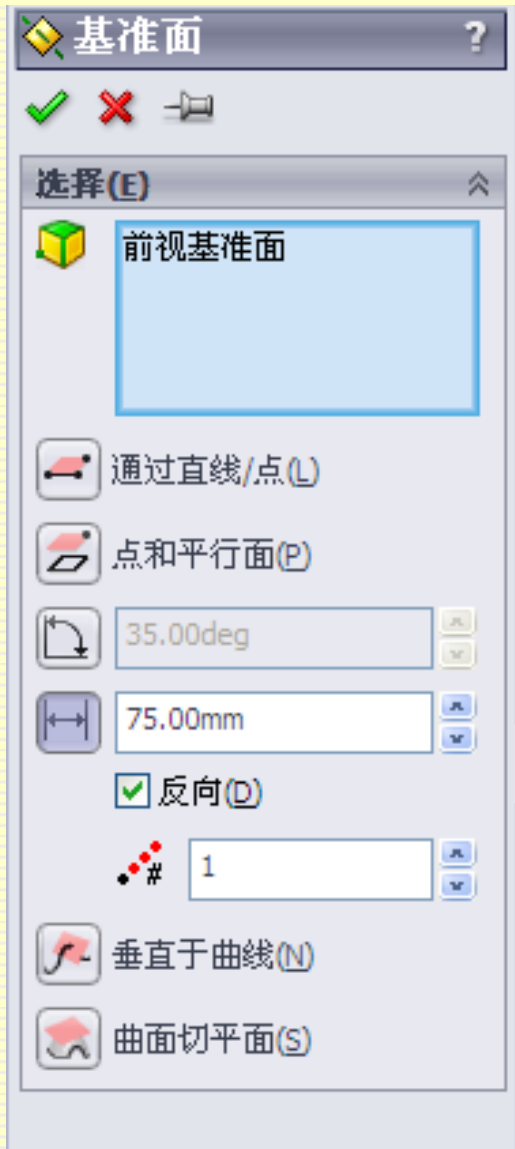 基准面 ?
选择(E)
前视基准面
通过直线/点(L)
点和平行面(P)
35.00deg
75.00mm
反向(D)
# 1
垂直于曲线(N)
曲面切平面(S)